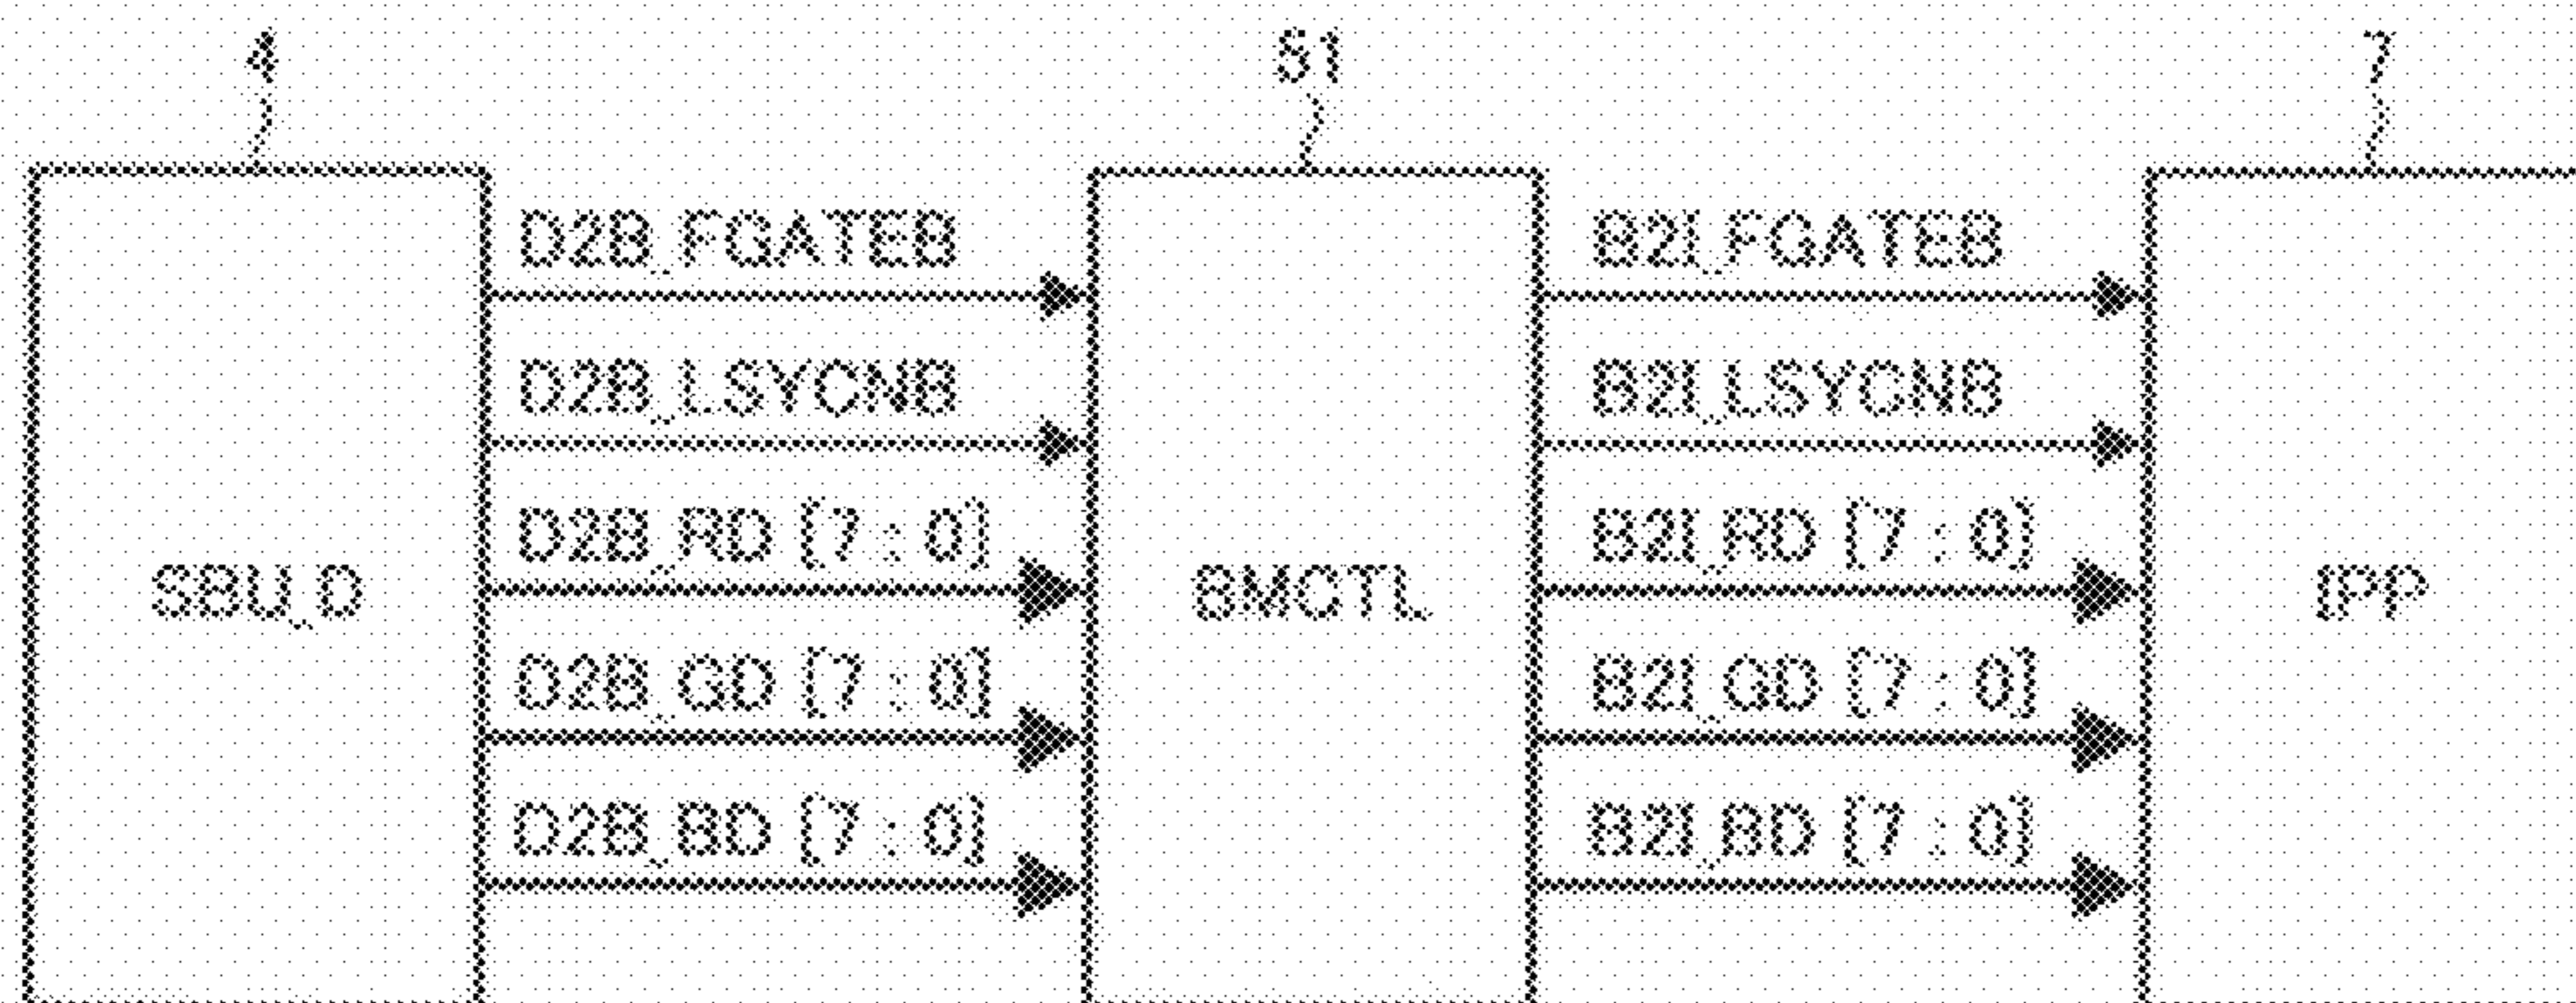 4 51 7
D2B_FGATEB B2I_FGATEB
D2B_LSYCNB B2I_LSYCNB
D2B_RD [7 : 0] B2I_RD [7 : 0]
SBU_D BMCTL IPP
D2B_GD [7 : 0] B2I_GD [7 : 0]
D2B_BD [7 : 0] B2I_BD [7 : 0]